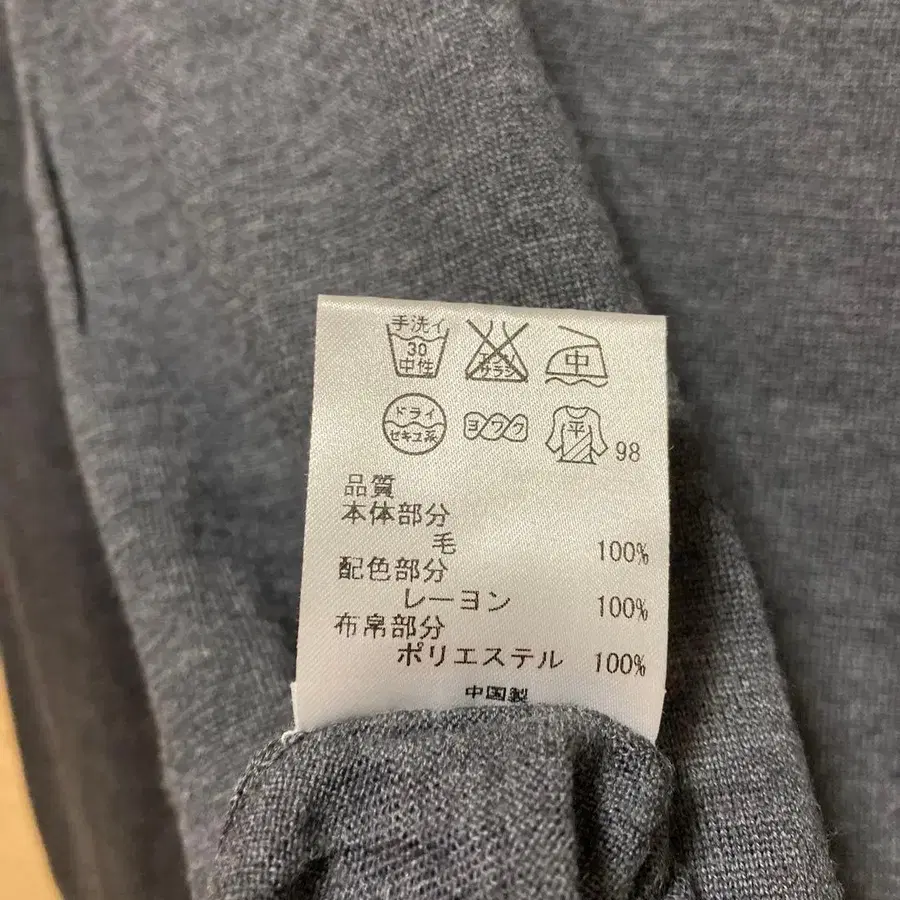 手洗イ
30
中性
エンソ
サラシ
中
ドライ
セキユ系
ヨワク
平
98
品質
本体部分
毛 100%
配色部分
レーヨン 100%
布帛部分
ポリエステル 100%
中国製